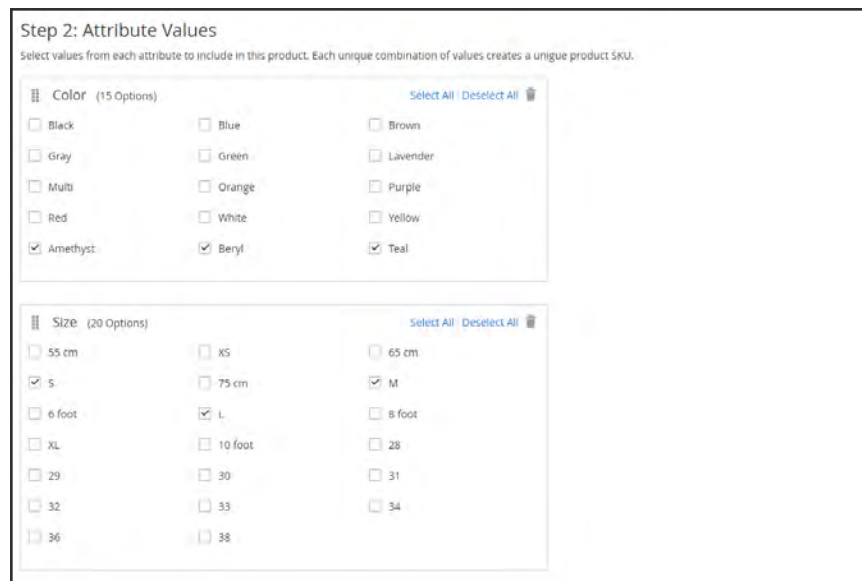 Step 2: Attribute Values
Select values from each attribute to include in this product. Each unique combination of values creates a unigue product SKU.
Color (15 Options) Select All | Deselect All
Black Blue Brown
Gray Green Lavender
Multi Orange Purple
Red White Yellow
Amethyst Beryl Teal
Size (20 Options) Select All | Deselect All
55 cm XS 65 cm
S 75 cm M
6 foot L 8 foot
XL 10 foot 28
29 30 31
32 33 34
36 38